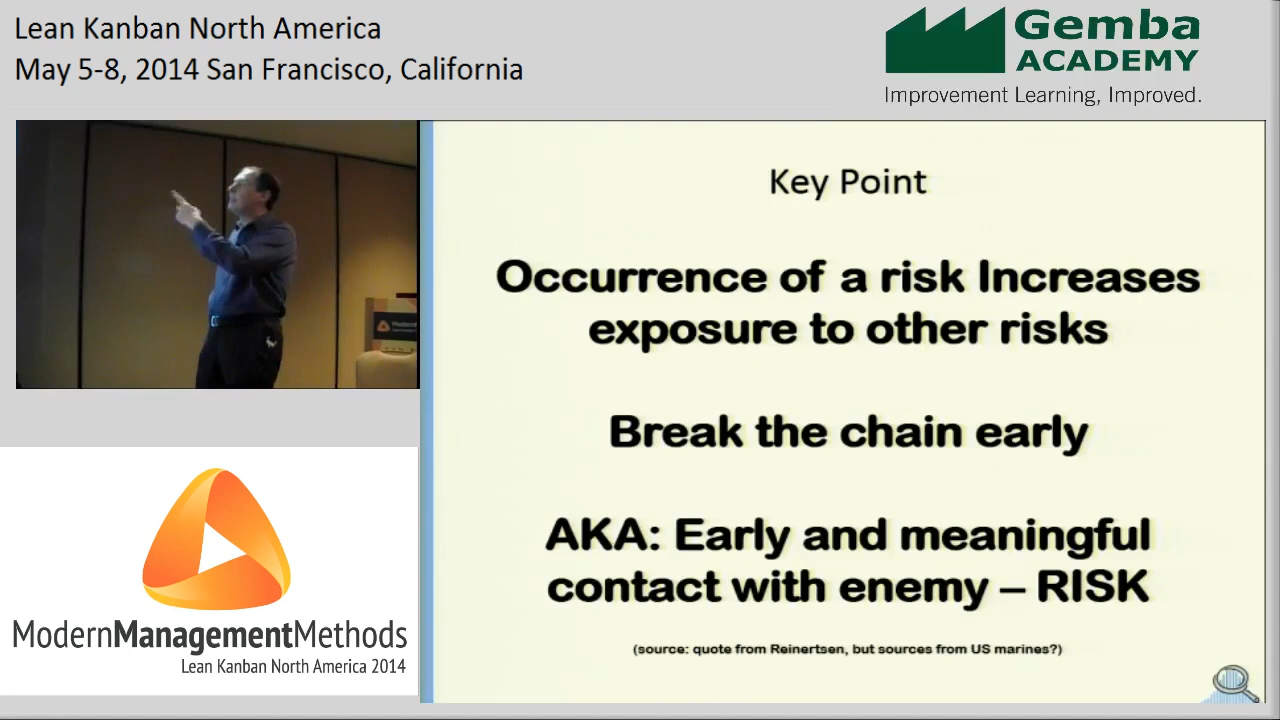 Lean Kanban North America
May 5-8, 2014 San Francisco, California
Gemba
ACADEMY
Improvement Learning, Improved.
Key Point
Occurrence of a risk Increases
exposure to other risks
Break the chain early
AKA: Early and meaningful
contact with enemy – RISK
(source: quote from Reinertsen, but sources from US marines?)
Modern
ModernManagementMethods
Lean Kanban North America 2014